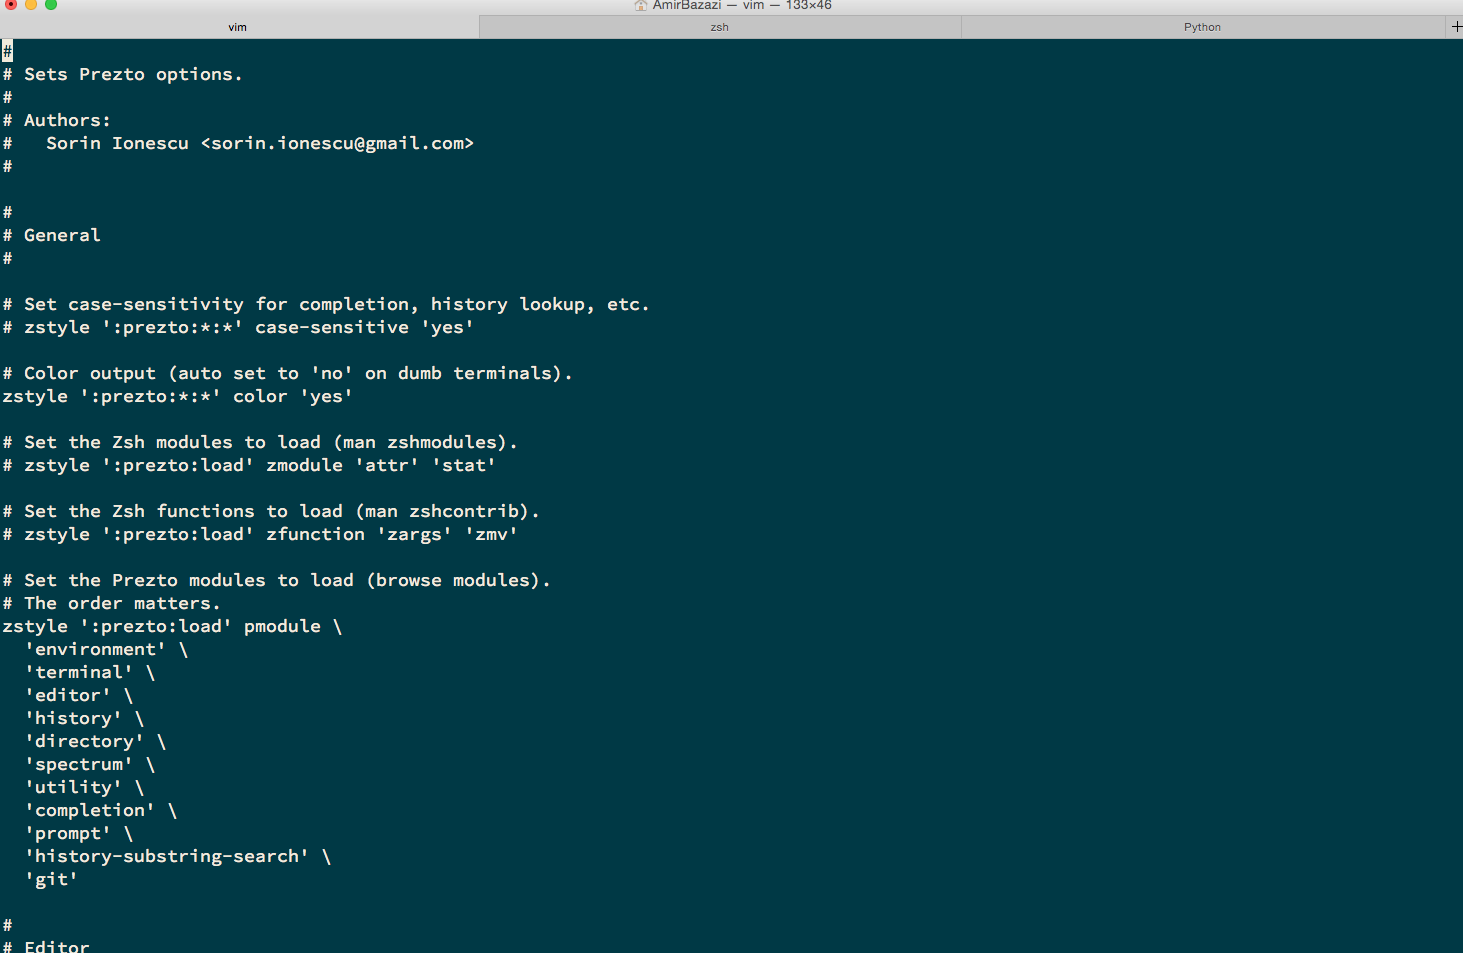 AmirBazazi — vim — 133×46
vim
zsh
Python
+
#
# Sets Prezto options.
#
# Authors:
#   Sorin Ionescu <sorin.ionescu@gmail.com>
#
#
# General
#
# Set case-sensitivity for completion, history lookup, etc.
# zstyle ':prezto:*:*' case-sensitive 'yes'
# Color output (auto set to 'no' on dumb terminals).
zstyle ':prezto:*:*' color 'yes'
# Set the Zsh modules to load (man zshmodules).
# zstyle ':prezto:load' zmodule 'attr' 'stat'
# Set the Zsh functions to load (man zshcontrib).
# zstyle ':prezto:load' zfunction 'zargs' 'zmv'
# Set the Prezto modules to load (browse modules).
# The order matters.
zstyle ':prezto:load' pmodule \
  'environment' \
  'terminal' \
  'editor' \
  'history' \
  'directory' \
  'spectrum' \
  'utility' \
  'completion' \
  'prompt' \
  'history-substring-search' \
  'git'
#
# Editor